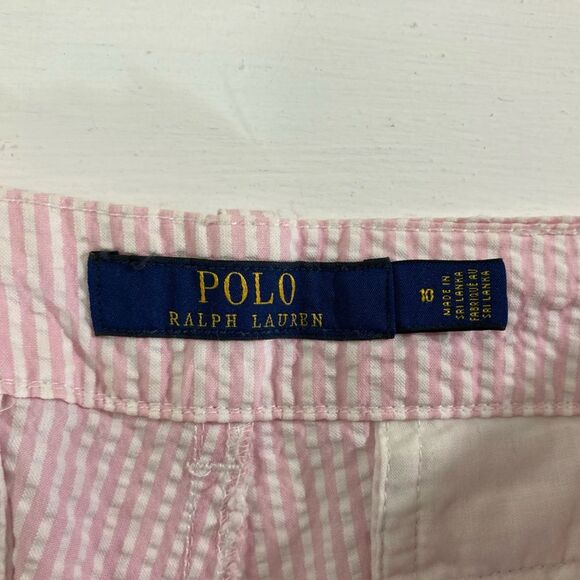 POLO
RALPH LAUREN
10
MADE IN
SRI LANKA
FABRIQUÉ AU
SRI LANKA